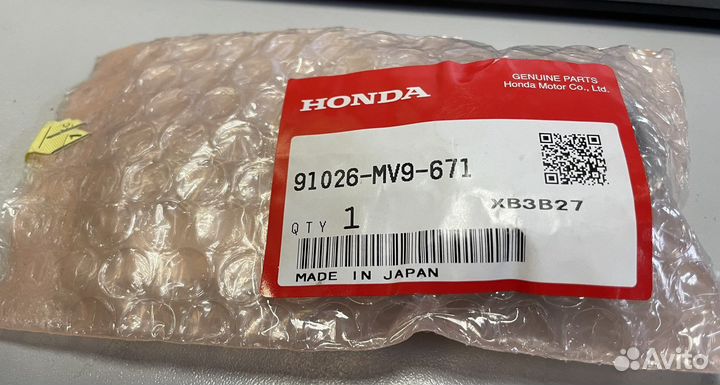 GENUINE PARTS
Honda Motor Co., Ltd.
HONDA
91026-MV9-671
XB3B27
QTY 1
MADE IN JAPAN
Avito